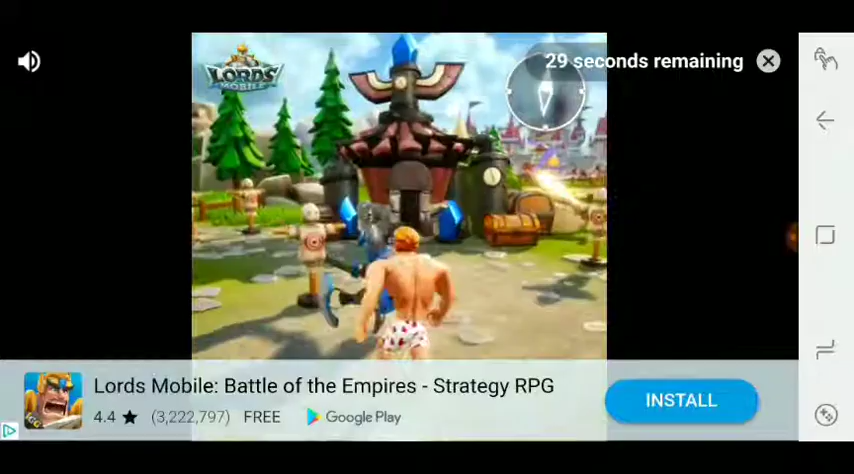 LORDS
MOBILE
29 seconds remaining
Lords Mobile: Battle of the Empires - Strategy RPG
4.4 ★ (3,222,797) FREE Google Play
INSTALL
IGG